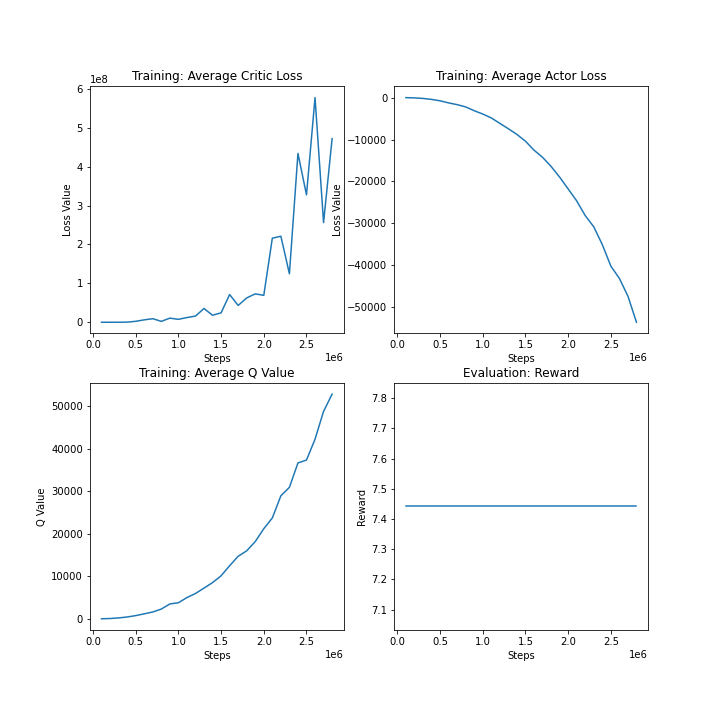 Training: Average Critic Loss
1e8
6
5
4
3
2
1
0
Loss Value
0.0 0.5 1.0 1.5 2.0 2.5
Steps
1e6
Training: Average Actor Loss
0
−10000
−20000
−30000
−40000
−50000
Loss Value
0.0 0.5 1.0 1.5 2.0 2.5
Steps
1e6
Training: Average Q Value
50000
40000
30000
20000
10000
0
Q Value
0.0 0.5 1.0 1.5 2.0 2.5
Steps
1e6
Evaluation: Reward
7.8
7.7
7.6
7.5
7.4
7.3
7.2
7.1
Reward
0.0 0.5 1.0 1.5 2.0 2.5
Steps
1e6